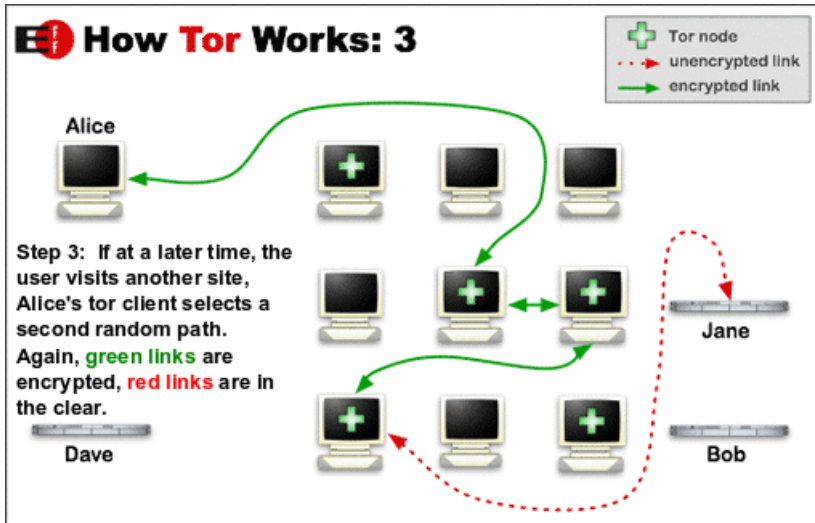 EFF How Tor Works: 3
Tor node
unencrypted link
encrypted link
Alice
Step 3:  If at a later time, the
user visits another site,
Alice's tor client selects a
second random path.
Again, green links are
encrypted, red links are in
the clear.
Jane
Dave
Bob